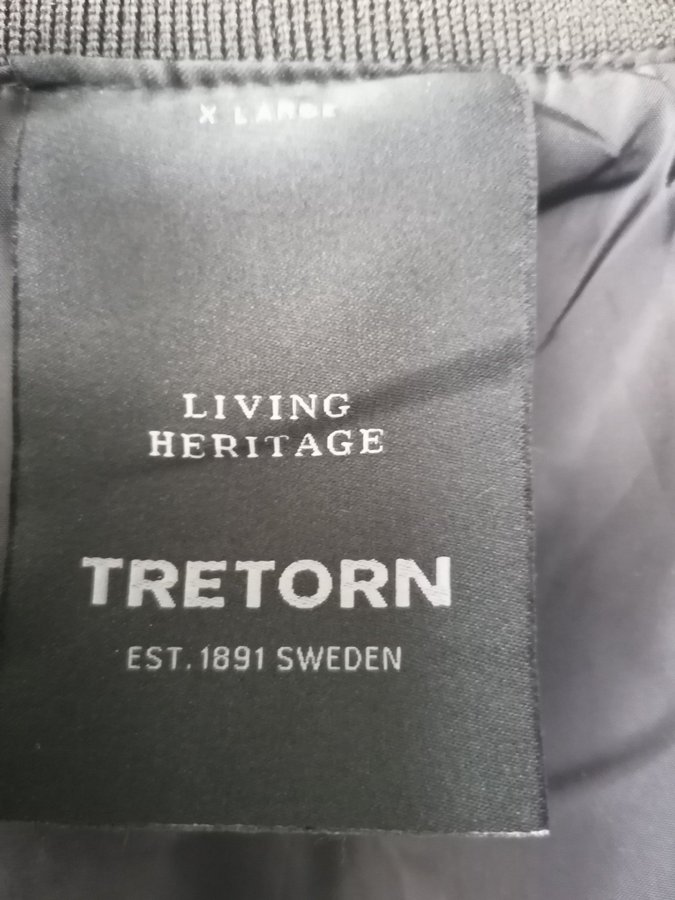 X LARGE
LIVING
HERITAGE
TRETORN
EST. 1891 SWEDEN